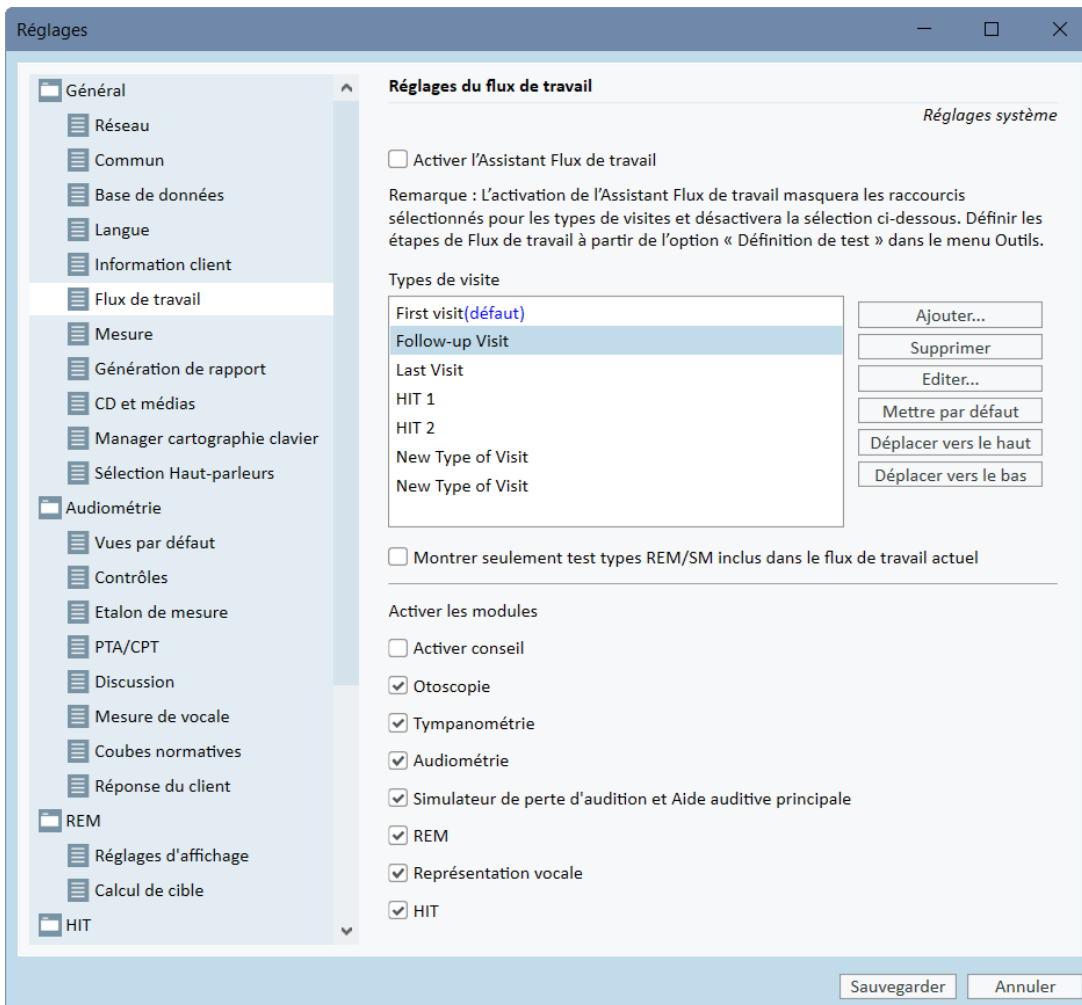 Réglages
Général
Réseau
Commun
Base de données
Langue
Information client
Flux de travail
Mesure
Génération de rapport
CD et médias
Manager cartographie clavier
Sélection Haut-parleurs
Audiométrie
Vues par défaut
Contrôles
Etalon de mesure
PTA/CPT
Discussion
Mesure de vocale
Coubes normatives
Réponse du client
REM
Réglages d'affichage
Calcul de cible
HIT
Réglages du flux de travail
Réglages système
Activer l'Assistant Flux de travail
Remarque : L'activation de l'Assistant Flux de travail masquera les raccourcis
sélectionnés pour les types de visites et désactivera la sélection ci-dessous. Définir les
étapes de Flux de travail à partir de l'option « Définition de test » dans le menu Outils.
Types de visite
First visit(défaut)
Follow-up Visit
Last Visit
HIT 1
HIT 2
New Type of Visit
New Type of Visit
Ajouter...
Supprimer
Editer...
Mettre par défaut
Déplacer vers le haut
Déplacer vers le bas
Montrer seulement test types REM/SM inclus dans le flux de travail actuel
Activer les modules
Activer conseil
Otoscopie
Tympanométrie
Audiométrie
Simulateur de perte d'audition et Aide auditive principale
REM
Représentation vocale
HIT
Sauvegarder
Annuler